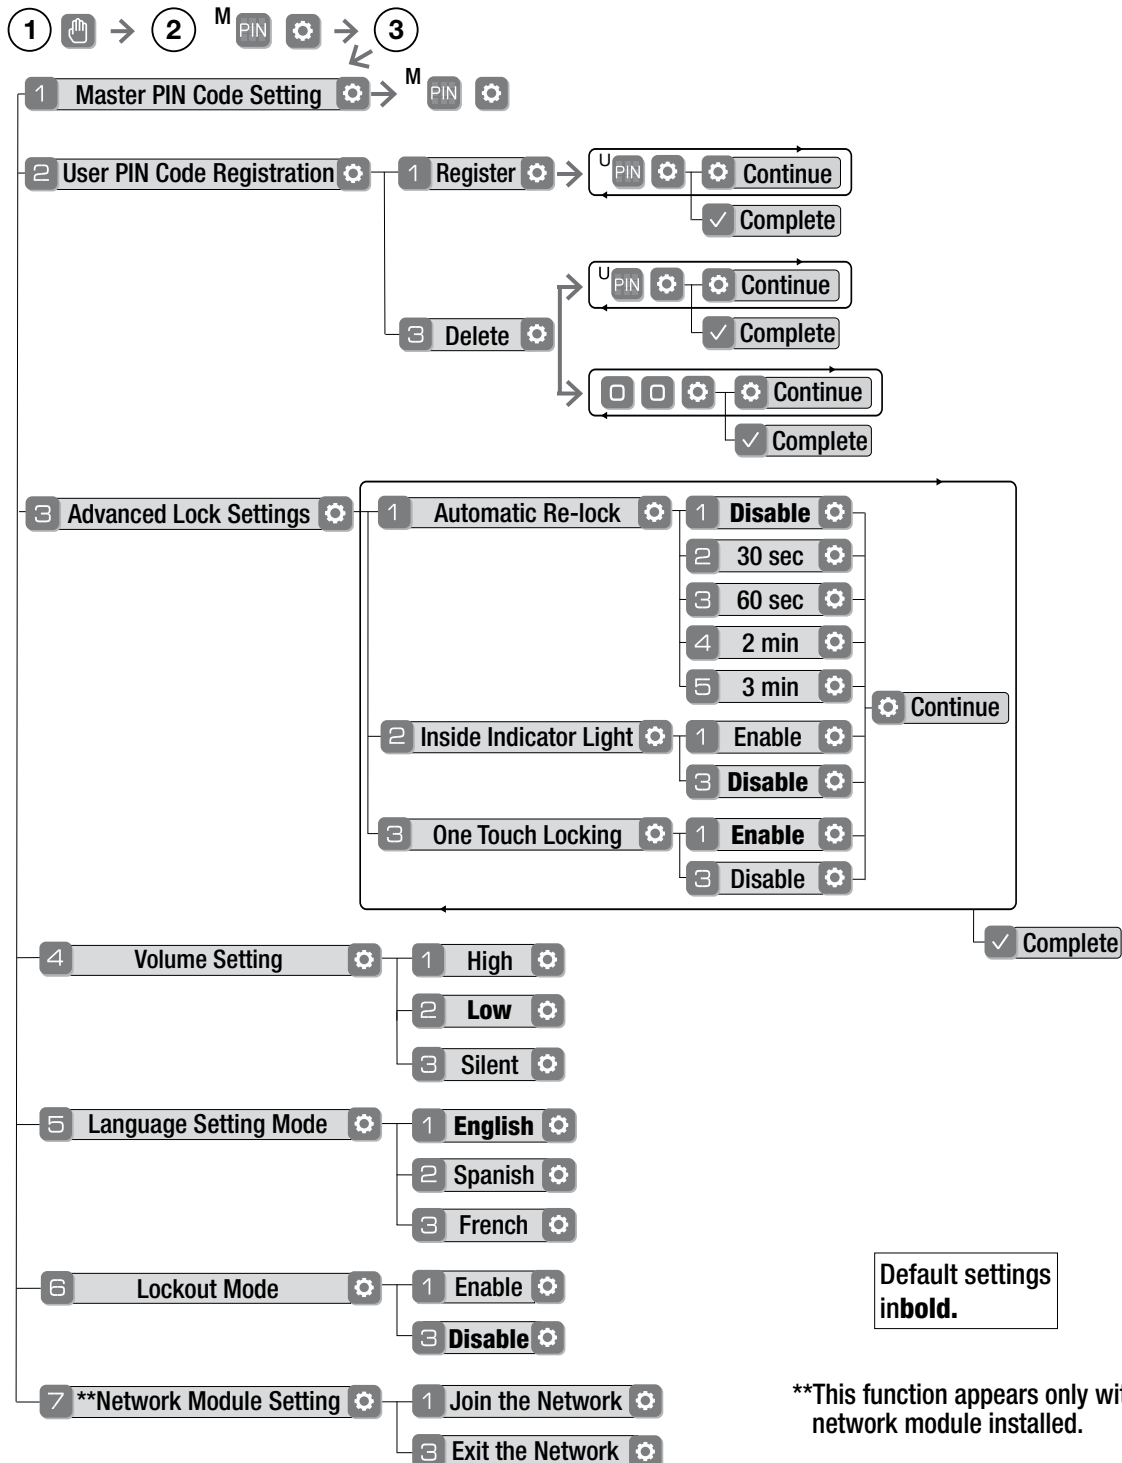 1 2 M PIN 3
1 Master PIN Code Setting M PIN
2 User PIN Code Registration 1 Register U PIN Continue
Complete
U PIN Continue
3 Delete Complete
0 0 Continue
Complete
3 Advanced Lock Settings 1 Automatic Re-lock 1 Disable
2 30 sec
3 60 sec
4 2 min
5 3 min
Continue
2 Inside Indicator Light 1 Enable
3 Disable
3 One Touch Locking 1 Enable
3 Disable
Complete
4 Volume Setting 1 High
2 Low
3 Silent
5 Language Setting Mode 1 English
2 Spanish
3 French
6 Lockout Mode 1 Enable
3 Disable
Default settings
inbold.
7 **Network Module Setting 1 Join the Network
3 Exit the Network
**This function appears only wit
network module installed.